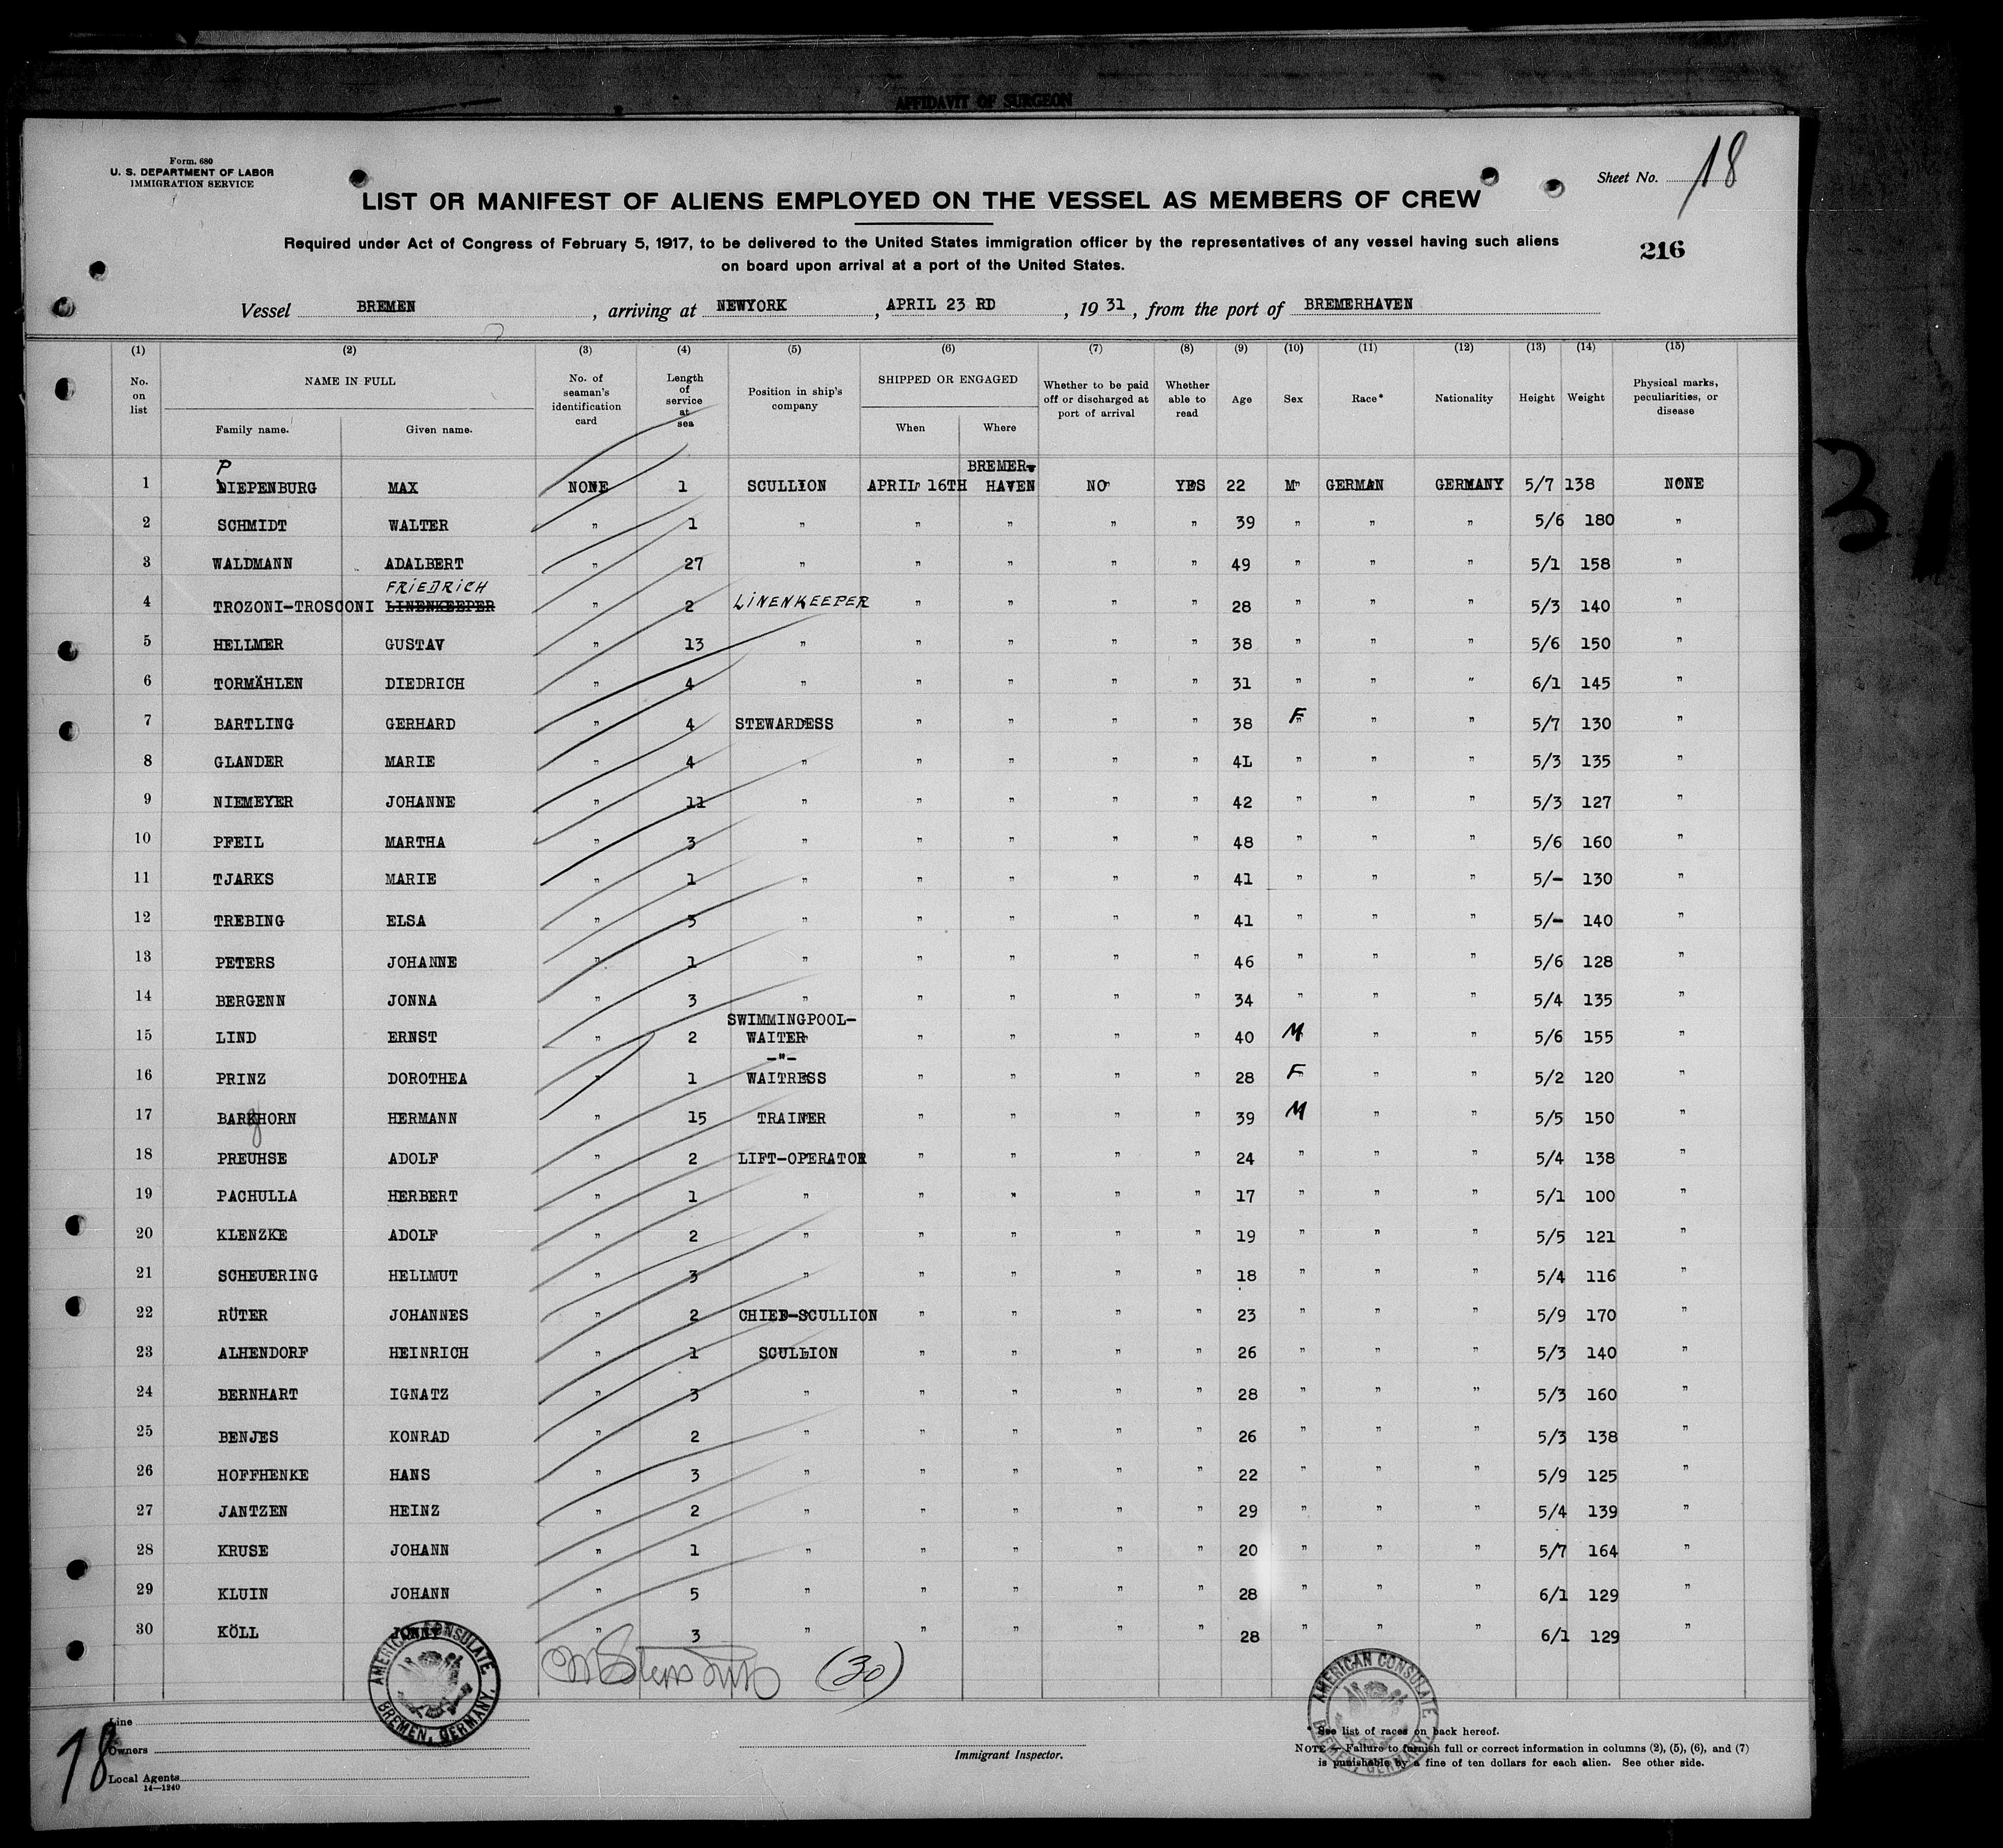 AFFIDAVIT OF SURGEON
Form. 680
U. S. DEPARTMENT OF LABOR
IMMIGRATION SERVICE
Sheet No. 18
LIST OR MANIFEST OF ALIENS EMPLOYED ON THE VESSEL AS MEMBERS OF CREW
Required under Act of Congress of February 5, 1917, to be delivered to the United States immigration officer by the representatives of any vessel having such aliens
on board upon arrival at a port of the United States.
216
Vessel BREMEN, arriving at NEWYORK, APRIL 23 RD, 19 31, from the port of BREMERHAVEN
(1) (2) (3) (4) (5) (6) (7) (8) (9) (10) (11) (12) (13) (14) (15)
No. on list NAME IN FULL Family name. Given name. No. of seaman's identification card Length of service at sea Position in ship's company SHIPPED OR ENGAGED When Where Whether to be paid off or discharged at port of arrival Whether able to read Age Sex Race* Nationality Height Weight Physical marks, peculiarities, or disease
P BREMER-
1 DIEPENBURG MAX NONE 1 SCULLION APRIL 16TH HAVEN NO YES 22 M GERMAN GERMANY 5/7 138 NONE
2 SCHMIDT WALTER " 1 " " " " " 39 " " " 5/6 180 "
3 WALDMANN ADALBERT " 27 " " " " " 49 " " " 5/1 158 "
FRIEDRICH
4 TROZONI-TROSCONI LINENKEEPER " 2 LINENKEEPER " " " " 28 " " " 5/3 140 "
5 HELLMER GUSTAV " 13 " " " " " 38 " " " 5/6 150 "
6 TORMÄHLEN DIEDRICH " 4 " " " " " 31 " " " 6/1 145 "
7 BARTLING GERHARD " 4 STEWARDESS " " " " 38 F " " 5/7 130 "
8 GLANDER MARIE " 4 " " " " " 4L " " " 5/3 135 "
9 NIEMEYER JOHANNE " 11 " " " " " 42 " " " 5/3 127 "
10 PFEIL MARTHA " 3 " " " " " 48 " " " 5/6 160 "
11 TJARKS MARIE " 1 " " " " " 41 " " " 5/- 130 "
12 TREBING ELSA " 3 " " " " " 41 " " " 5/- 140 "
13 PETERS JOHANNE " 1 " " " " " 46 " " " 5/6 128 "
14 BERGENN JONNA " 3 " " " " " 34 " " " 5/4 135 "
SWIMMINGPOOL-
15 LIND ERNST " 2 WAITER " " " " 40 M " " 5/6 155 "
-"-
16 PRINZ DOROTHEA " 1 WAITRESS " " " " 28 F " " 5/2 120 "
17 BARKHORN HERMANN " 15 TRAINER " " " " 39 M " " 5/5 150 "
g
18 PREUHSE ADOLF " 2 LIFT-OPERATOR " " " " 24 " " " 5/4 138 "
19 PACHULLA HERBERT " 1 " " " " " 17 " " " 5/1 100 "
20 KLENZKE ADOLF " 2 " " " " " 19 " " " 5/5 121 "
21 SCHEUERING HELLMUT " 3 " " " " " 18 " " " 5/4 116 "
22 RÜTER JOHANNES " 2 CHIEF-SCULLION " " " " 23 " " " 5/9 170 "
23 ALHENDORF HEINRICH " 1 SCULLION " " " " 26 " " " 5/3 140 "
24 BERNHART IGNATZ " 3 " " " " " 28 " " " 5/3 160 "
25 BENJES KONRAD " 2 " " " " " 26 " " " 5/3 138 "
26 HOFFHENKE HANS " 3 " " " " " 22 " " " 5/9 125 "
27 JANTZEN HEINZ " 2 " " " " " 29 " " " 5/4 139 "
28 KRUSE JOHANN " 1 " " " " " 20 " " " 5/7 164 "
29 KLUIN JOHANN " 5 " " " " " 28 " " " 6/1 129 "
30 KÖLL " 3 " " " " " 28 " " " 6/1 129 "
(30)
AMERICAN CONSULATE
BREMEN, GERMANY.
AMERICAN CONSULATE
BREMEN, GERMANY.
18
Line
Owners
Local Agents
14—1240
Immigrant Inspector.
* See list of races on back hereof.
NOTE.—Failure to furnish full or correct information in columns (2), (5), (6), and (7)
is punishable by a fine of ten dollars for each alien. See other side.
31